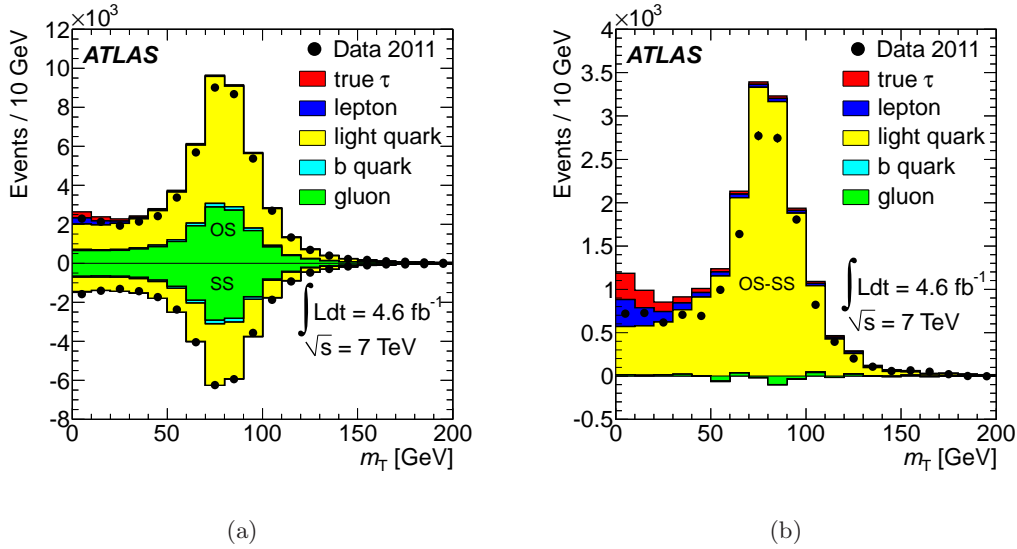 ×10³
Events / 10 GeV
12
10
8
6
4
2
0
-2
-4
-6
-8
ATLAS
Data 2011
true τ
lepton
light quark
b quark
gluon
OS
SS
∫Ldt = 4.6 fb⁻¹
√s = 7 TeV
0 50 100 150 200
m_T [GeV]
(a)
×10³
Events / 10 GeV
4
3.5
3
2.5
2
1.5
1
0.5
0
-0.5
ATLAS
Data 2011
true τ
lepton
light quark
b quark
gluon
OS-SS
∫Ldt = 4.6 fb⁻¹
√s = 7 TeV
0 50 100 150 200
m_T [GeV]
(b)